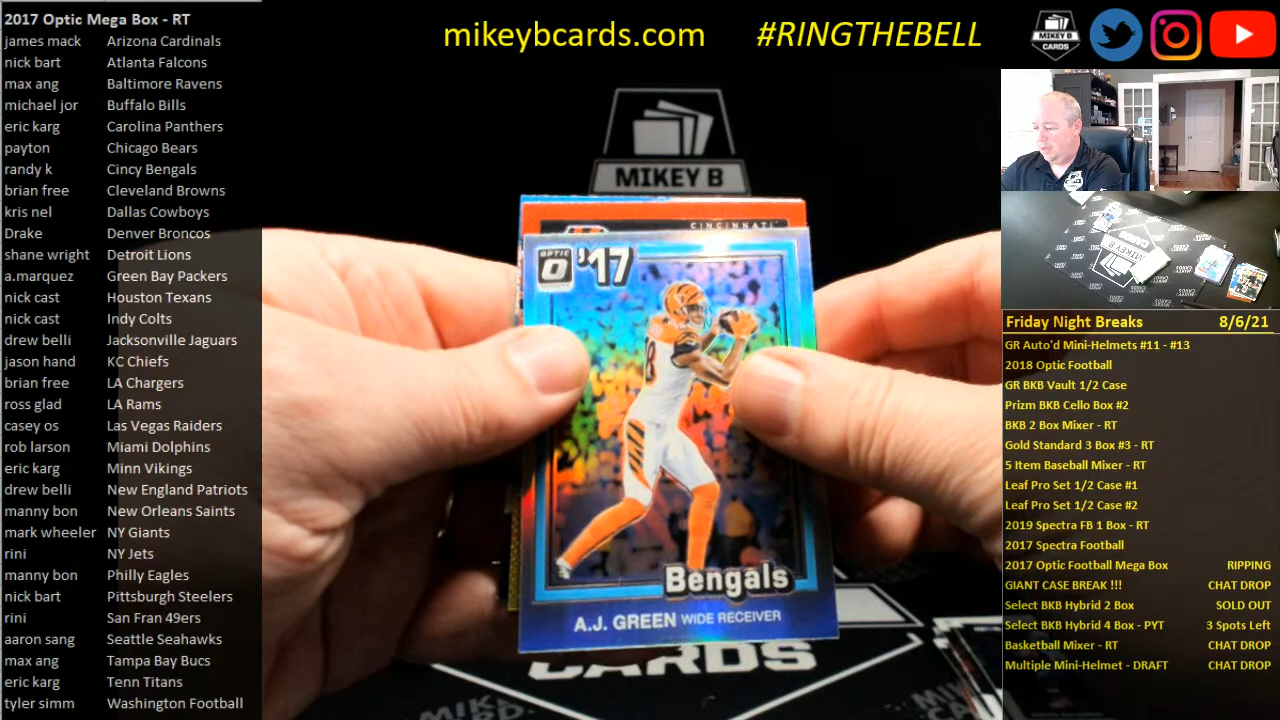 2017 Optic Mega Box - RT
james mack Arizona Cardinals
nick bart Atlanta Falcons
max ang Baltimore Ravens
michael jor Buffalo Bills
eric karg Carolina Panthers
payton Chicago Bears
randy k Cincy Bengals
brian free Cleveland Browns
kris nel Dallas Cowboys
Drake Denver Broncos
shane wright Detroit Lions
a.marquez Green Bay Packers
nick cast Houston Texans
nick cast Indy Colts
drew belli Jacksonville Jaguars
jason hand KC Chiefs
brian free LA Chargers
ross glad LA Rams
casey os Las Vegas Raiders
rob larson Miami Dolphins
eric karg Minn Vikings
drew belli New England Patriots
manny bon New Orleans Saints
mark wheeler NY Giants
rini NY Jets
manny bon Philly Eagles
nick bart Pittsburgh Steelers
rini San Fran 49ers
aaron sang Seattle Seahawks
max ang Tampa Bay Bucs
eric karg Tenn Titans
tyler simm Washington Football
mikeybcards.com #RINGTHEBELL
MIKEY B
CARDS
MIKEY B
CINCINNATI
OPTIC
'17
Bengals
A.J. GREEN WIDE RECEIVER
CARDS
Friday Night Breaks 8/6/21
GR Auto'd Mini-Helmets #11 - #13
2018 Optic Football
GR BKB Vault 1/2 Case
Prizm BKB Cello Box #2
BKB 2 Box Mixer - RT
Gold Standard 3 Box #3 - RT
5 Item Baseball Mixer - RT
Leaf Pro Set 1/2 Case #1
Leaf Pro Set 1/2 Case #2
2019 Spectra FB 1 Box - RT
2017 Spectra Football
2017 Optic Football Mega Box RIPPING
GIANT CASE BREAK !!! CHAT DROP
Select BKB Hybrid 2 Box SOLD OUT
Select BKB Hybrid 4 Box - PYT 3 Spots Left
Basketball Mixer - RT CHAT DROP
Multiple Mini-Helmet - DRAFT CHAT DROP